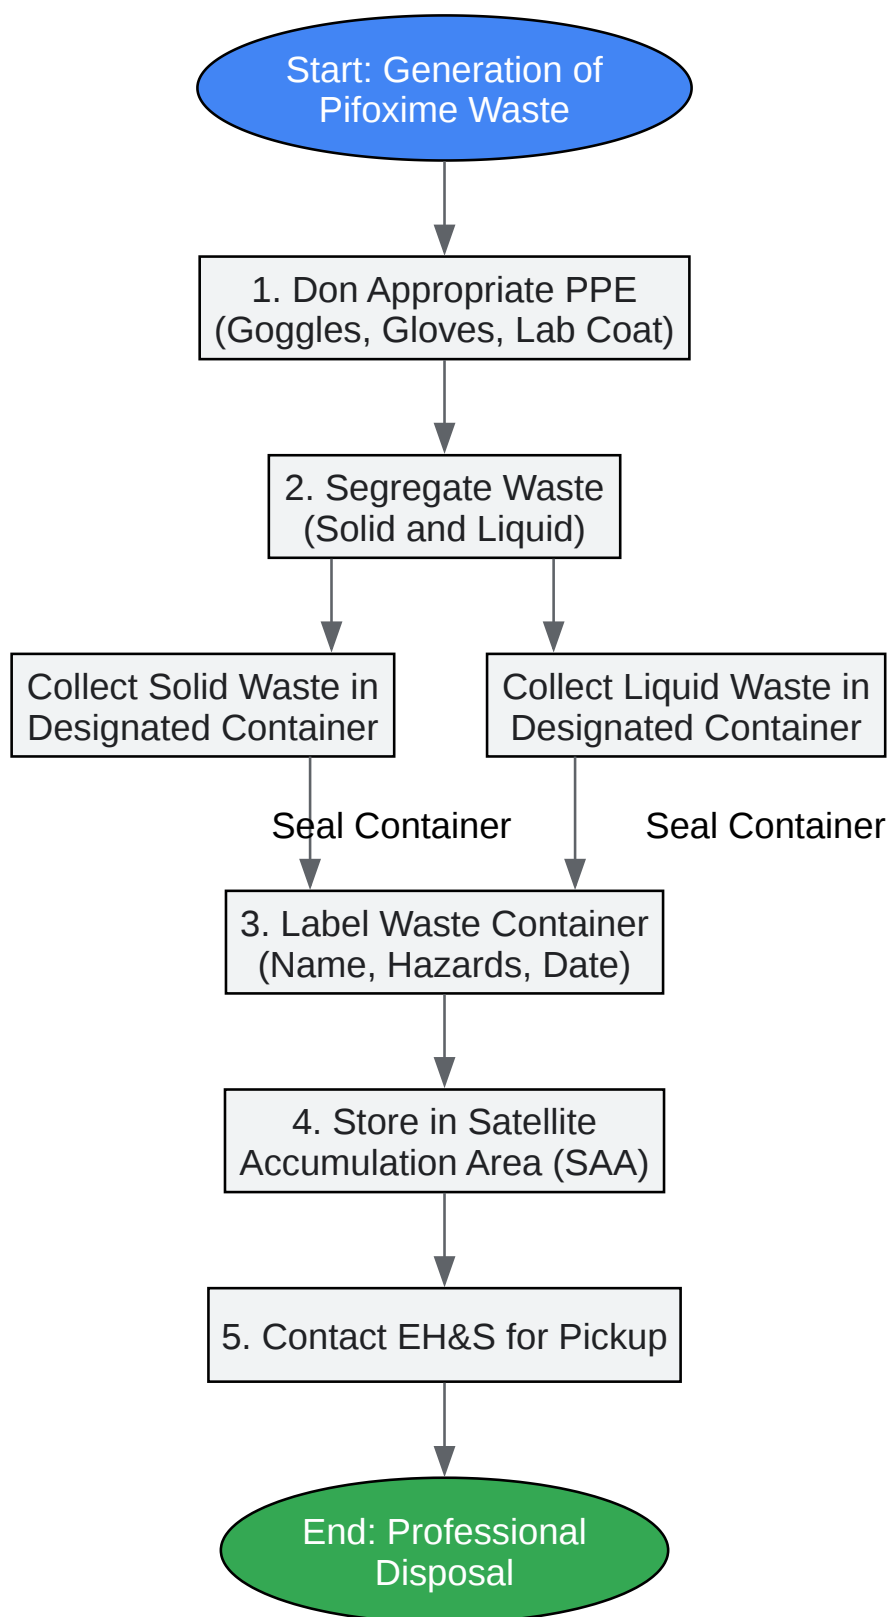 Start: Generation of
Pifoxime Waste
1. Don Appropriate PPE
(Goggles, Gloves, Lab Coat)
2. Segregate Waste
(Solid and Liquid)
Collect Solid Waste in
Designated Container
Collect Liquid Waste in
Designated Container
Seal Container
Seal Container
3. Label Waste Container
(Name, Hazards, Date)
4. Store in Satellite
Accumulation Area (SAA)
5. Contact EH&S for Pickup
End: Professional
Disposal